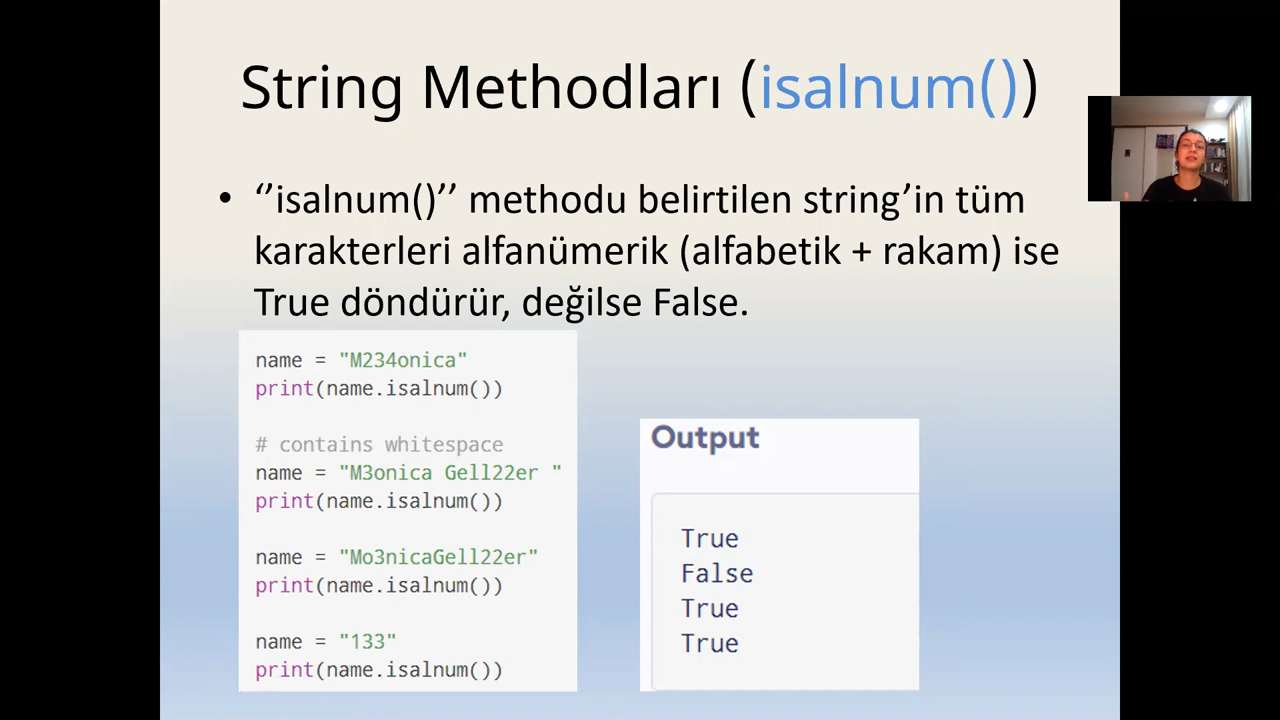 String Methodları (isalnum())
• ‘’isalnum()’’ methodu belirtilen string’in tüm
karakterleri alfanümerik (alfabetik + rakam) ise
True döndürür, değilse False.
name = "M234onica"
print(name.isalnum())
# contains whitespace
name = "M3onica Gell22er "
print(name.isalnum())
name = "Mo3nicaGell22er"
print(name.isalnum())
name = "133"
print(name.isalnum())
Output
True
False
True
True